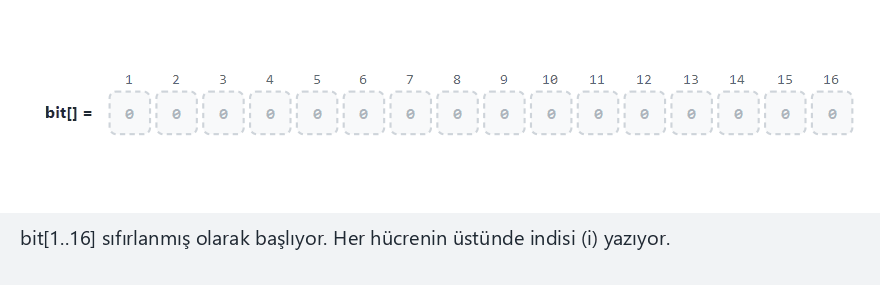 1 2 3 4 5 6 7 8 9 10 11 12 13 14 15 16
bit[] = 0 0 0 0 0 0 0 0 0 0 0 0 0 0 0 0
bit[1..16] sıfırlanmış olarak başlıyor. Her hücrenin üstünde indisi (i) yazıyor.